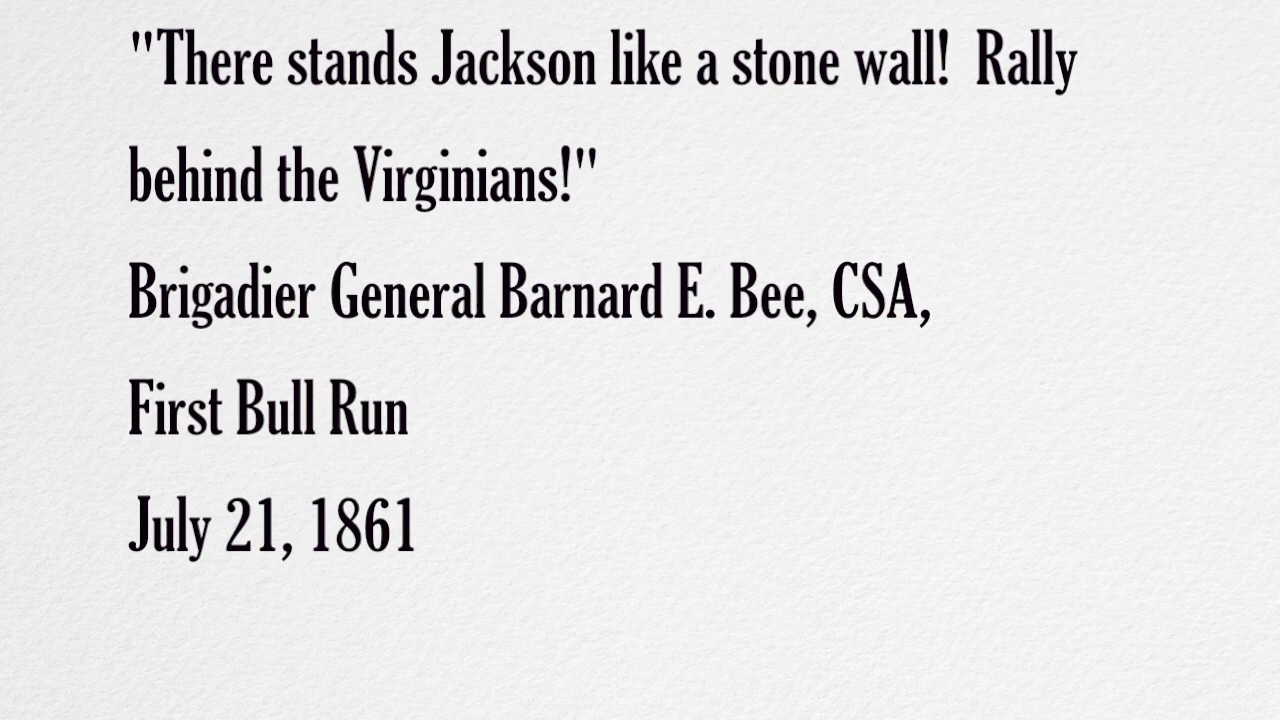 "There stands Jackson like a stone wall!  Rally
behind the Virginians!"
Brigadier General Barnard E. Bee, CSA,
First Bull Run
July 21, 1861